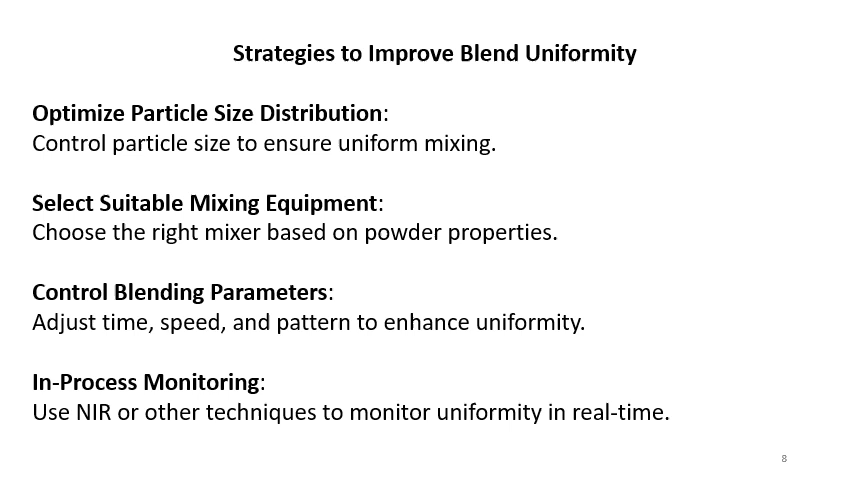 Strategies to Improve Blend Uniformity
Optimize Particle Size Distribution:
Control particle size to ensure uniform mixing.
Select Suitable Mixing Equipment:
Choose the right mixer based on powder properties.
Control Blending Parameters:
Adjust time, speed, and pattern to enhance uniformity.
In-Process Monitoring:
Use NIR or other techniques to monitor uniformity in real-time.
8